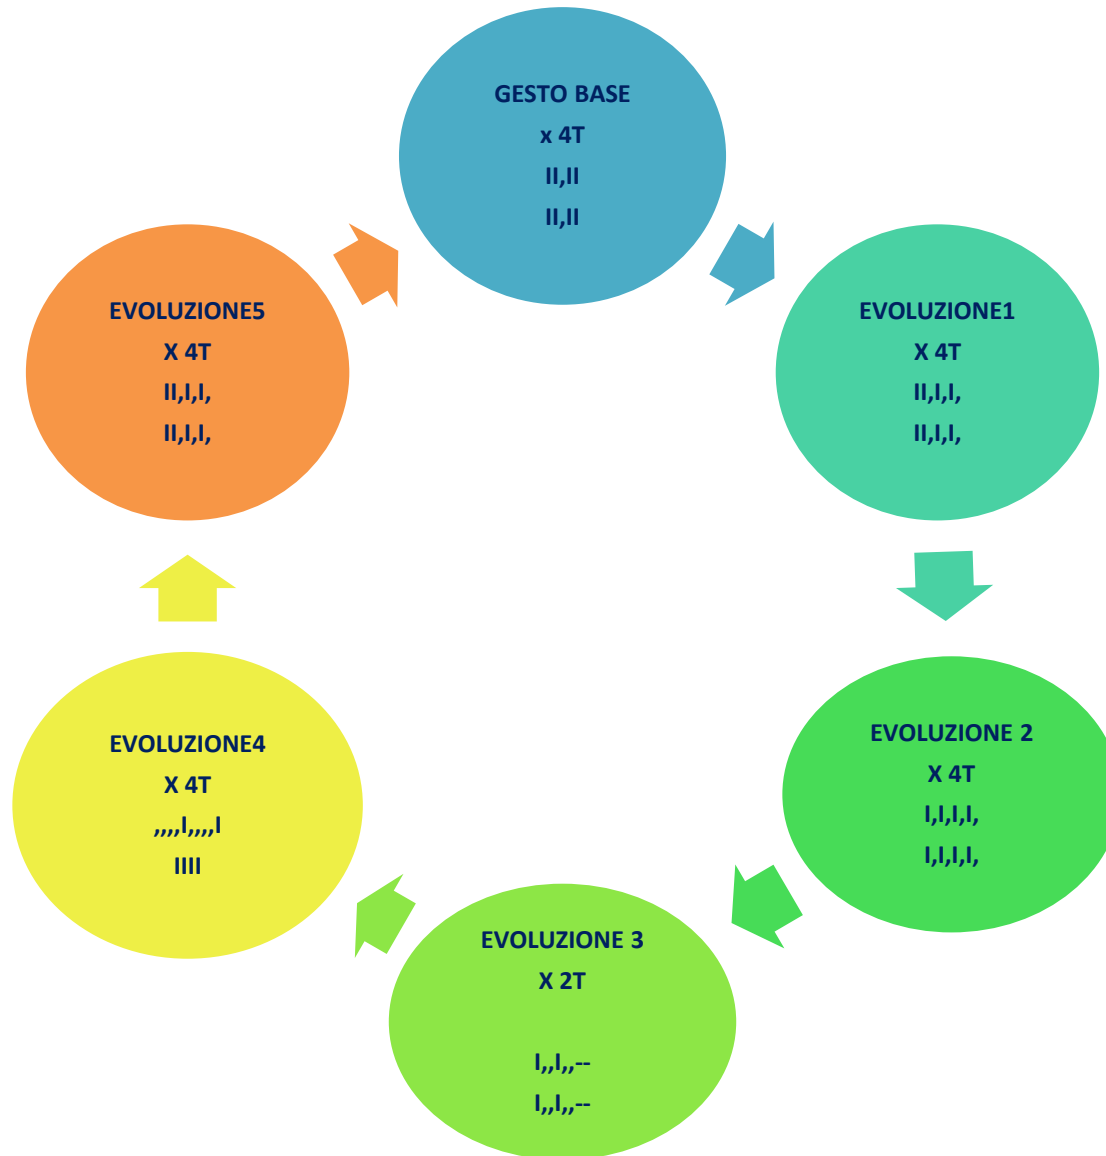 GESTO BASE
x 4T
II,II
II,II
EVOLUZIONE1
X 4T
II,I,I,
II,I,I,
EVOLUZIONE 2
X 4T
I,I,I,I,
I,I,I,I,
EVOLUZIONE 3
X 2T
I,,I,,--
I,,I,,--
EVOLUZIONE4
X 4T
,,,,I,,,,I
IIII
EVOLUZIONE5
X 4T
II,I,I,
II,I,I,